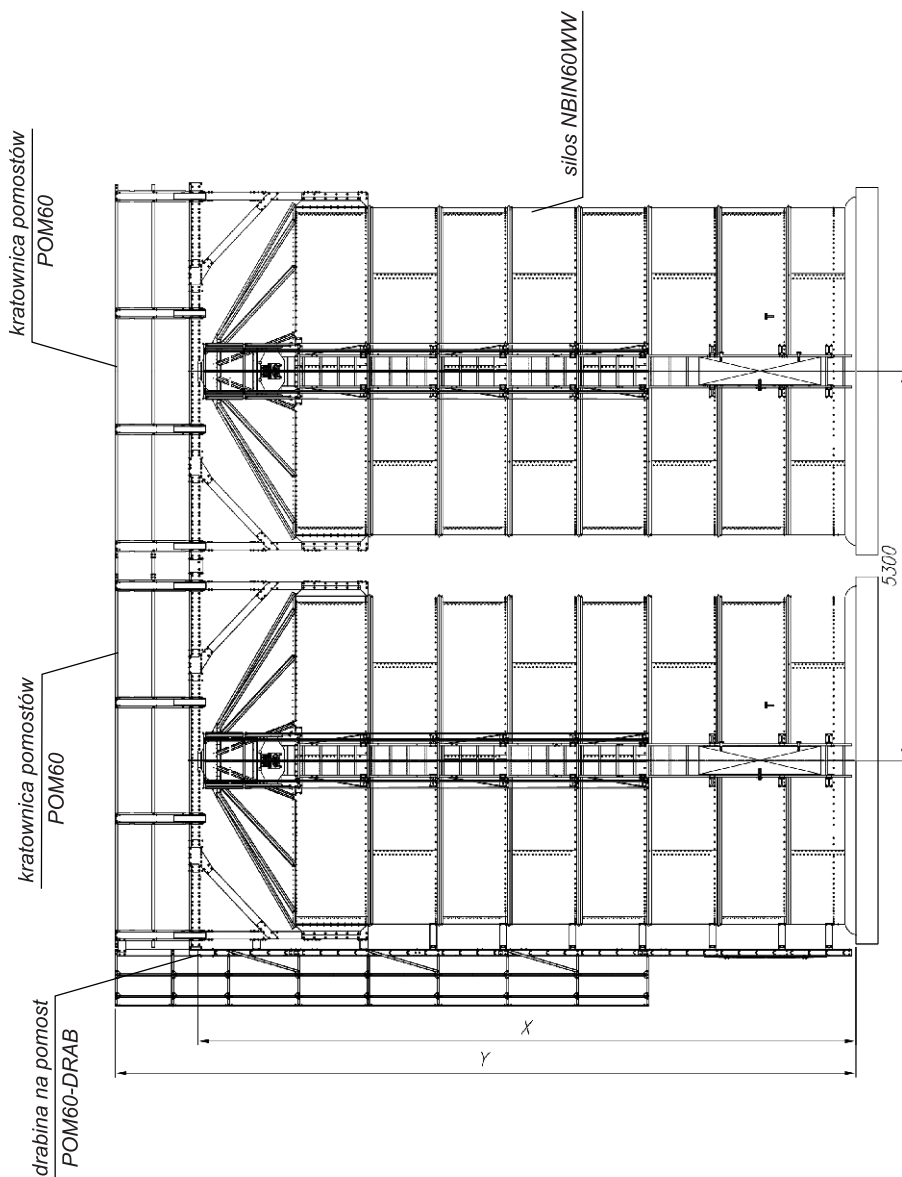 drabina na pomost
POM60-DRAB
kratownica pomostów
POM60
kratownica pomostów
POM60
silos NBIN60WW
X
Y
5300